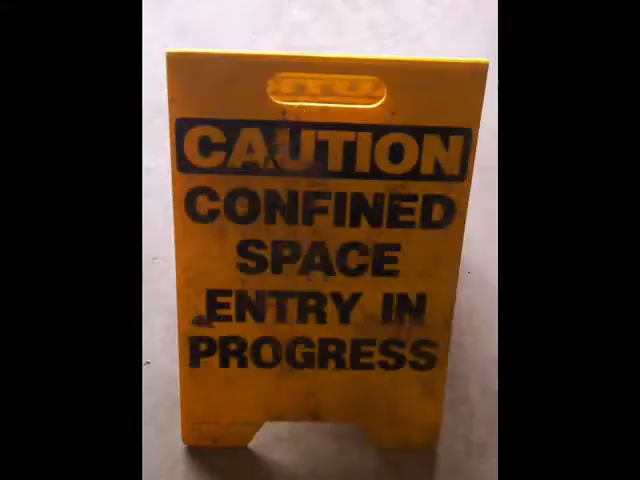 CAUTION
CONFINED
SPACE
ENTRY IN
PROGRESS